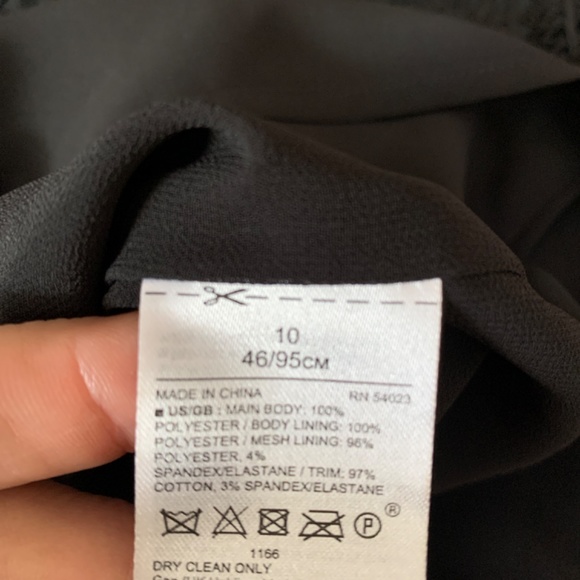 10
46/95CM
MADE IN CHINA RN 54023
US/GB : MAIN BODY: 100%
POLYESTER / BODY LINING: 100%
POLYESTER / MESH LINING: 96%
POLYESTER, 4%
SPANDEX/ELASTANE / TRIM: 97%
COTTON, 3% SPANDEX/ELASTANE
P ®
1166
DRY CLEAN ONLY